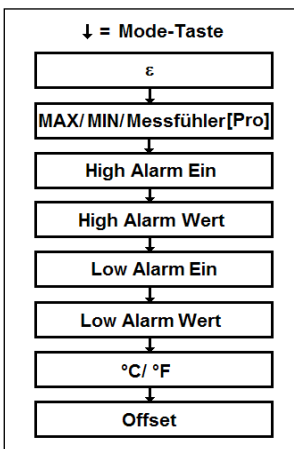 ↓ = Mode-Taste
ε
MAX/ MIN/ Messfühler[Pro]
High Alarm Ein
High Alarm Wert
Low Alarm Ein
Low Alarm Wert
°C/ °F
Offset